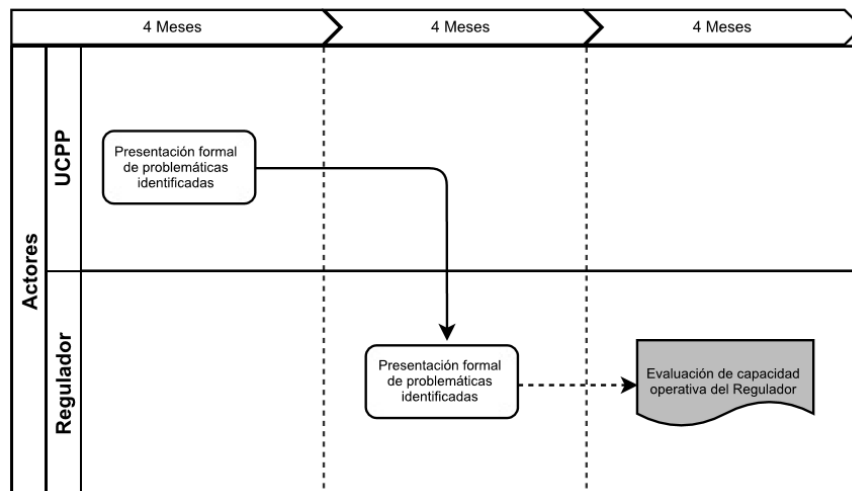 4 Meses
4 Meses
4 Meses
Actores
UCPP
Presentación formal
de problemáticas
identificadas
Regulador
Presentación formal
de problemáticas
identificadas
Evaluación de capacidad
operativa del Regulador